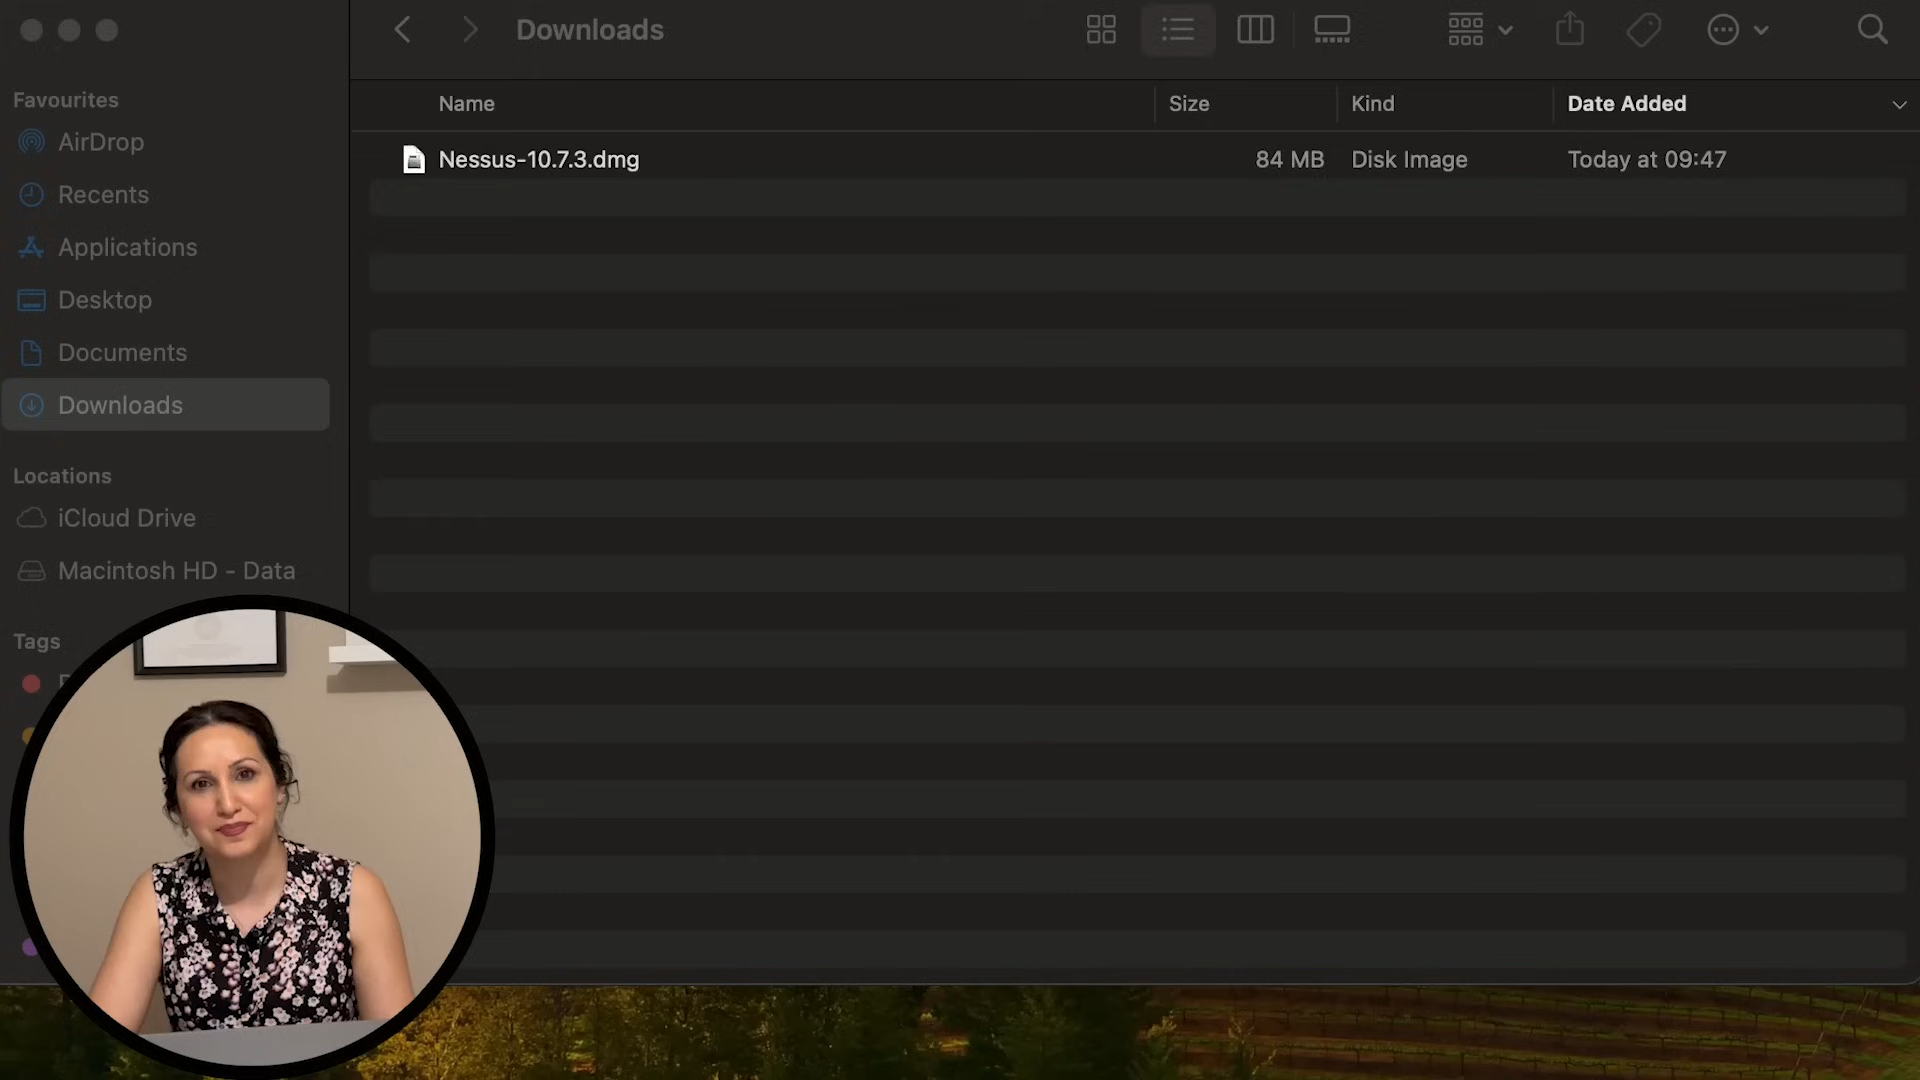 Downloads
Favourites
AirDrop
Recents
Applications
Desktop
Documents
Downloads
Locations
iCloud Drive
Macintosh HD - Data
Tags
Name
Size
Kind
Date Added
Nessus-10.7.3.dmg
84 MB
Disk Image
Today at 09:47